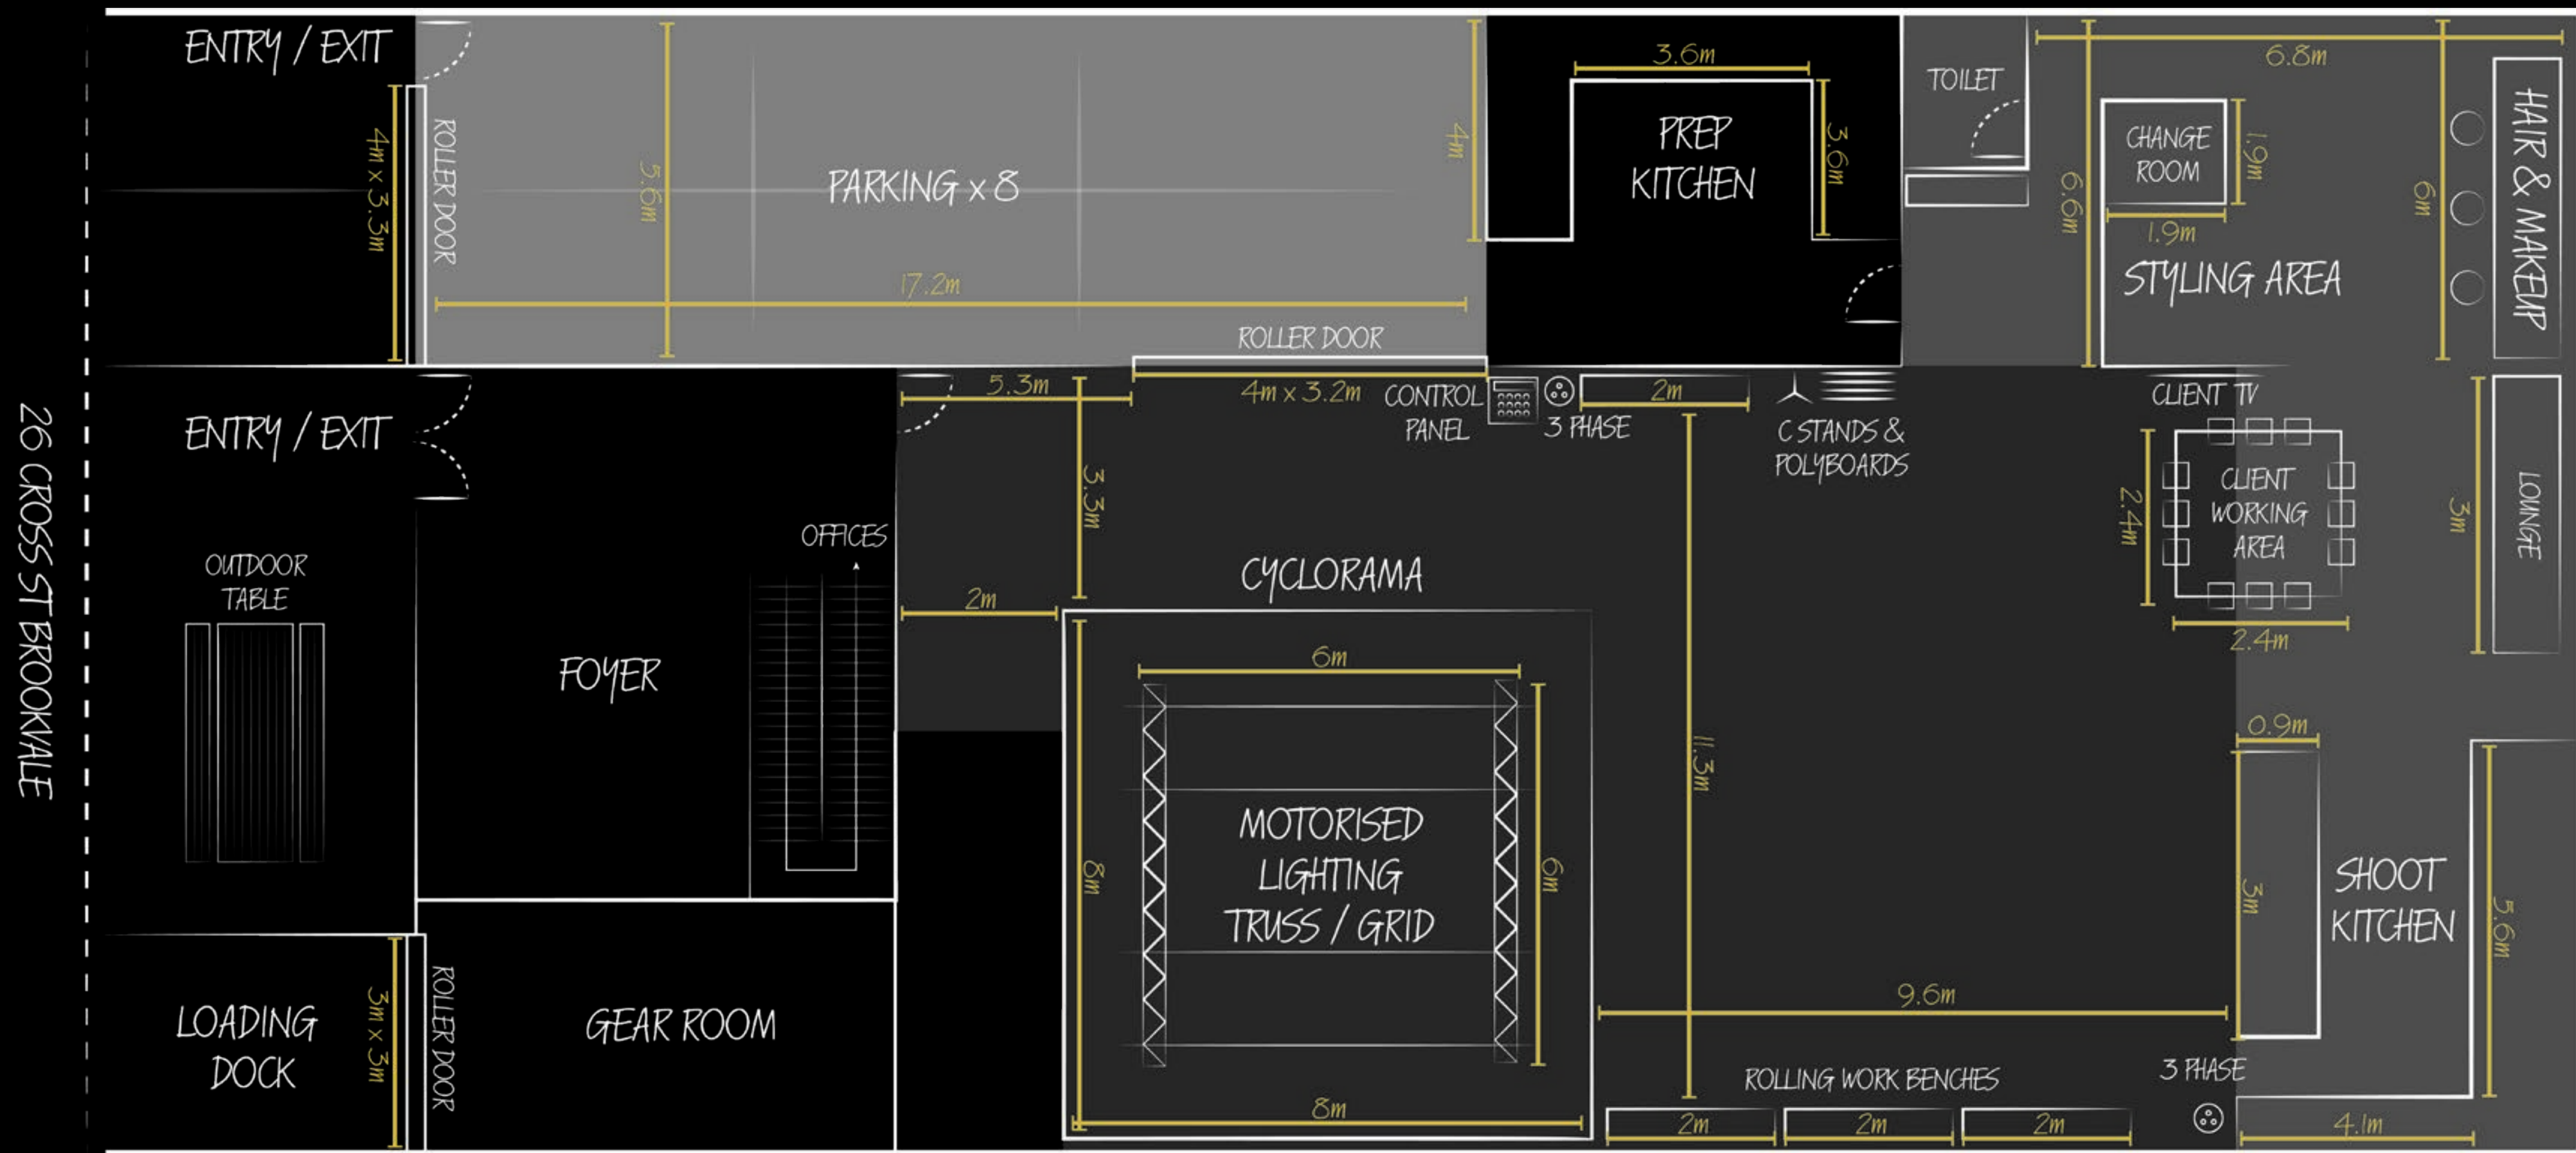 26 CROSS ST BROOKVALE
ENTRY / EXIT
4m x 3.3m
ROLLER DOOR
5.6m
PARKING x 8
17.2m
4m
ROLLER DOOR
4m x 3.2m
3.6m
PREP
KITCHEN
3.6m
TOILET
6.8m
6.6m
CHANGE
ROOM
1.9m
1.9m
STYLING AREA
6m
HAIR & MAKEUP
ENTRY / EXIT
OUTDOOR
TABLE
FOYER
OFFICES
5.3m
3.3m
2m
CONTROL
PANEL
3 PHASE
2m
C STANDS &
POLYBOARDS
CLIENT TV
CLIENT
WORKING
AREA
2.4m
2.4m
3m
LOUNGE
CYCLORAMA
6m
MOTORISED
LIGHTING
TRUSS / GRID
6m
8m
8m
11.3m
9.6m
0.9m
3m
SHOOT
KITCHEN
5.6m
LOADING
DOCK
3m x 3m
ROLLER DOOR
GEAR ROOM
ROLLING WORK BENCHES
2m
2m
2m
3 PHASE
4.1m